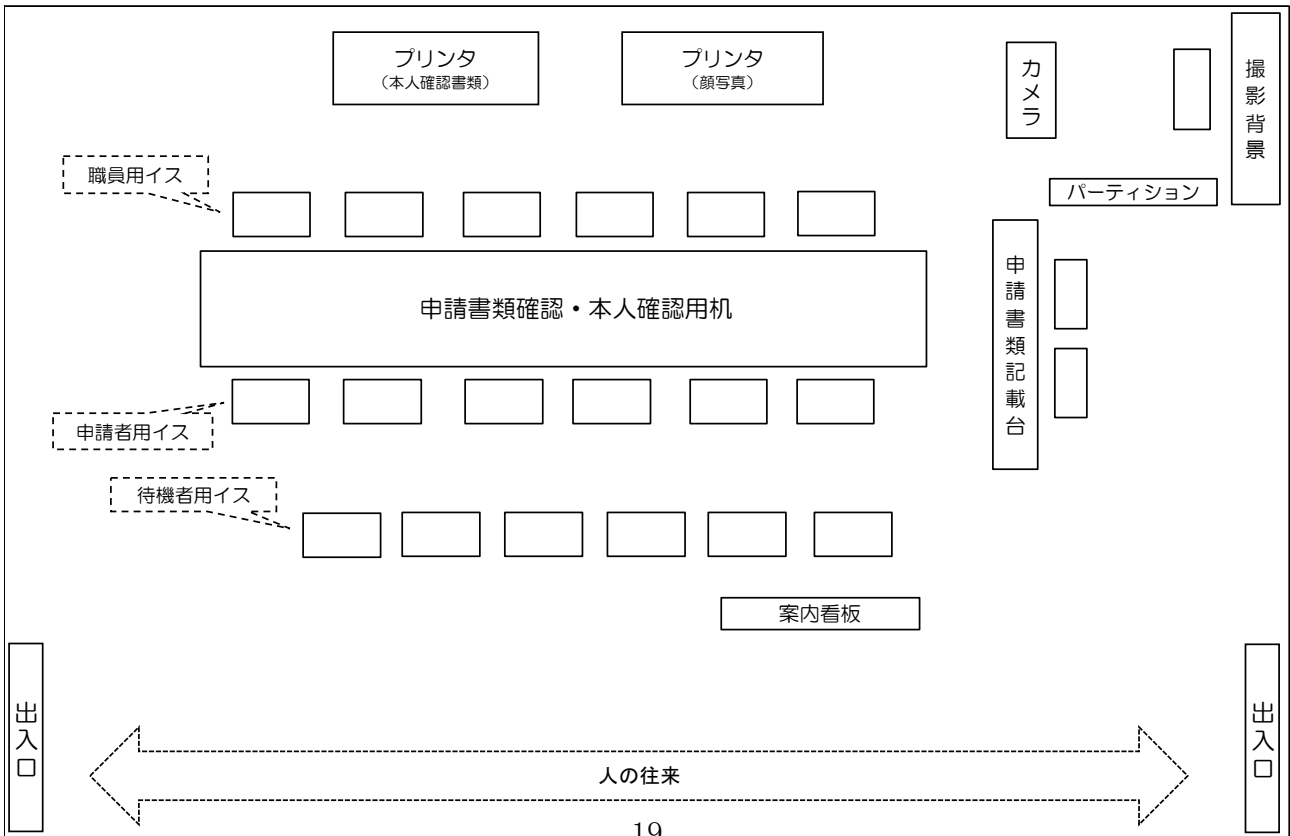 プリンタ
(本人確認書類)
プリンタ
(顔写真)
カメラ
撮影背景
職員用イス
パーティション
申請書類確認・本人確認用机
申請書類記載台
申請者用イス
待機者用イス
案内看板
出入口
出入口
人の往来
19